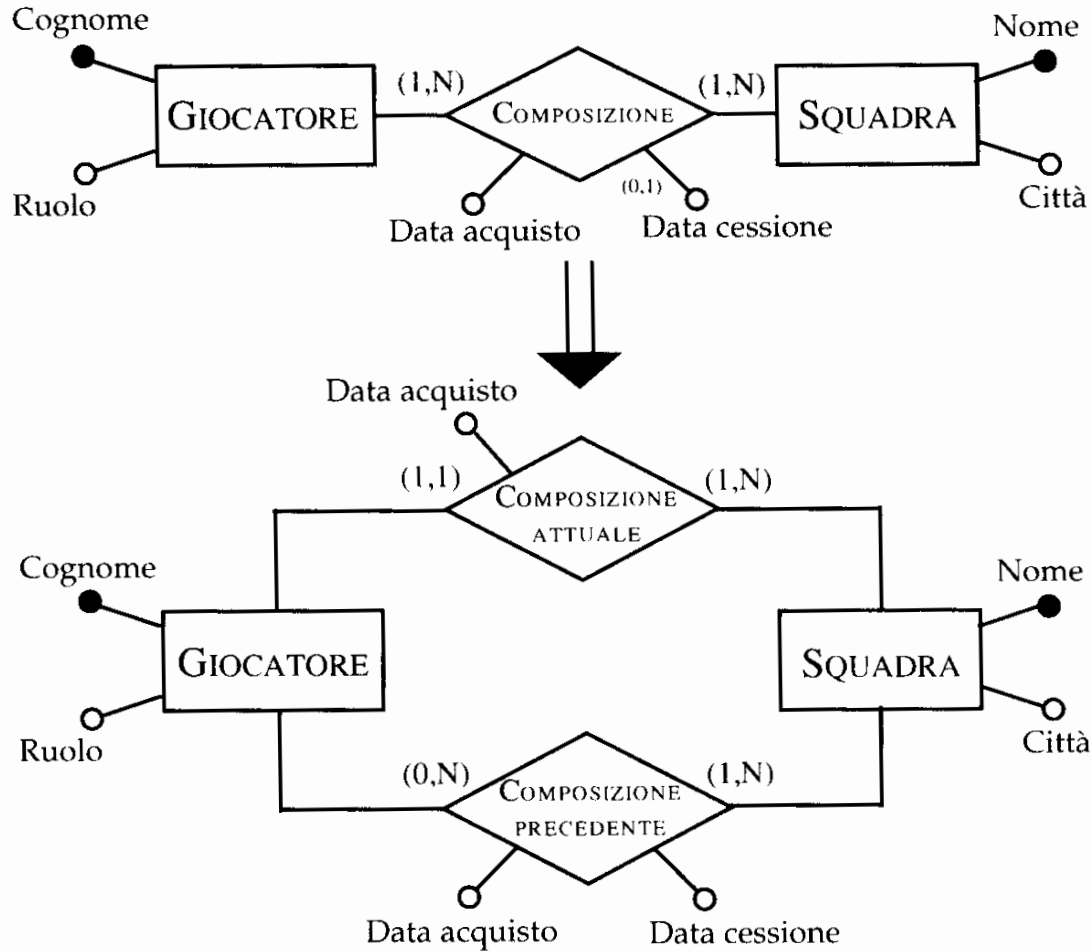 Cognome
Nome
(1,N)
(1,N)
GIOCATORE
COMPOSIZIONE
SQUADRA
(0,1)
Ruolo
Città
Data acquisto
Data cessione
Data acquisto
(1,1)
(1,N)
COMPOSIZIONE
ATTUALE
Cognome
Nome
GIOCATORE
SQUADRA
Ruolo
Città
(0,N)
(1,N)
COMPOSIZIONE
PRECEDENTE
Data acquisto
Data cessione